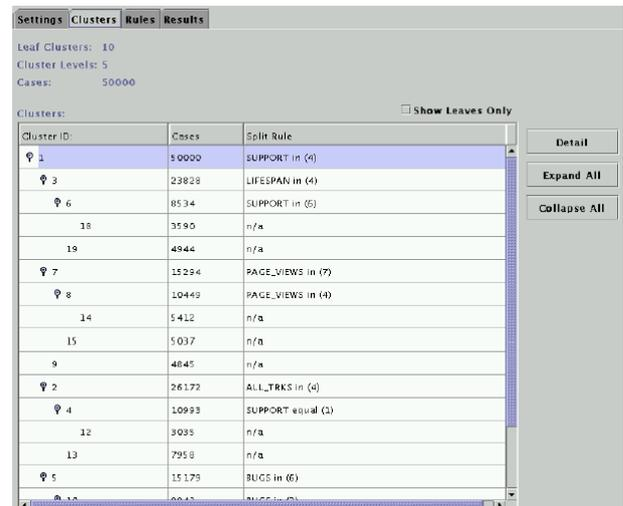 Settings Clusters Rules Results
Leaf Clusters: 10
Cluster Levels: 5
Cases: 50000
Clusters: Show Leaves Only
Cluster ID: Cases Split Rule
1 50000 SUPPORT in (4)
3 23828 LIFESPAN in (4)
6 8534 SUPPORT in (6)
18 3590 n/a
19 4944 n/a
7 15294 PAGE_VIEWS in (7)
8 10449 PAGE_VIEWS in (4)
14 5412 n/a
15 5037 n/a
9 4845 n/a
2 26172 ALL_TRKS in (4)
4 10993 SUPPORT equal (1)
12 3035 n/a
13 7958 n/a
5 15179 BUGS in (6)
Detail
Expand All
Collapse All